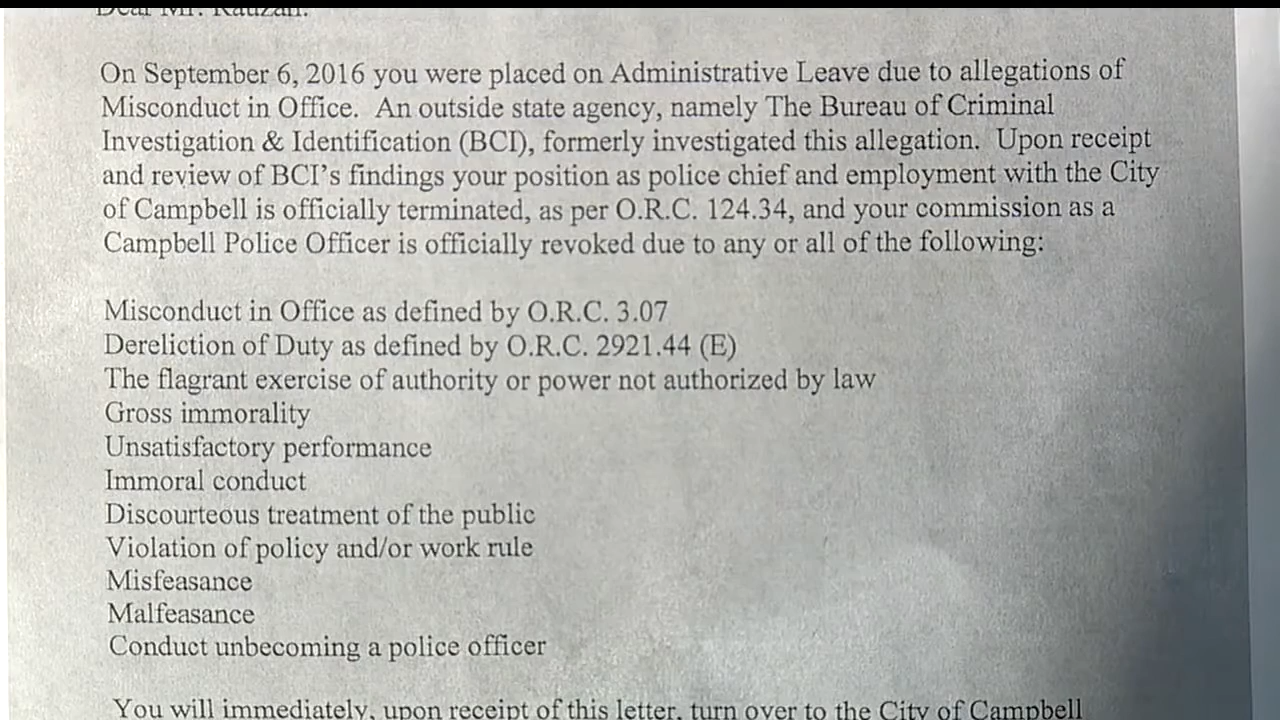 Dear Mr. Rauzan:
On September 6, 2016 you were placed on Administrative Leave due to allegations of
Misconduct in Office. An outside state agency, namely The Bureau of Criminal
Investigation & Identification (BCI), formerly investigated this allegation. Upon receipt
and review of BCI's findings your position as police chief and employment with the City
of Campbell is officially terminated, as per O.R.C. 124.34, and your commission as a
Campbell Police Officer is officially revoked due to any or all of the following:
Misconduct in Office as defined by O.R.C. 3.07
Dereliction of Duty as defined by O.R.C. 2921.44 (E)
The flagrant exercise of authority or power not authorized by law
Gross immorality
Unsatisfactory performance
Immoral conduct
Discourteous treatment of the public
Violation of policy and/or work rule
Misfeasance
Malfeasance
Conduct unbecoming a police officer
You will immediately, upon receipt of this letter, turn over to the City of Campbell